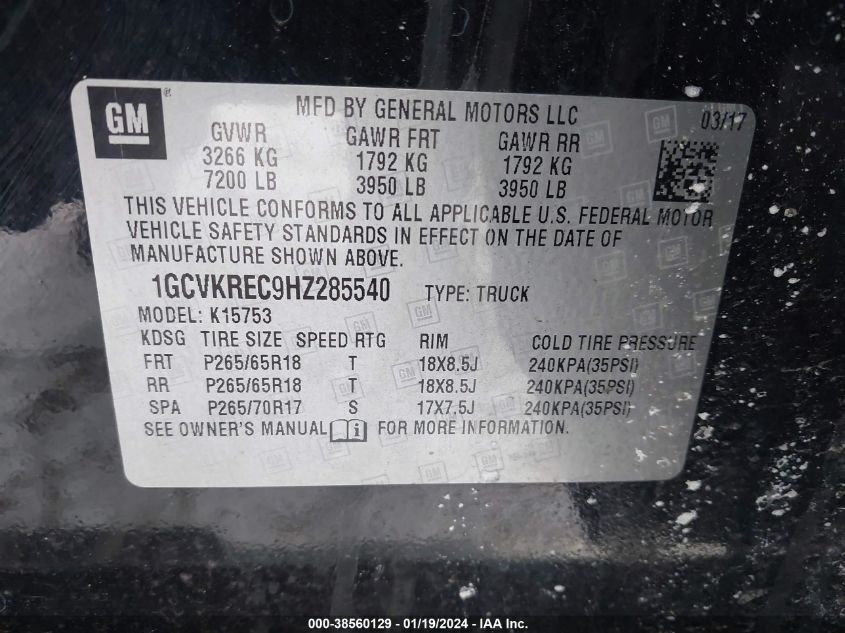 GM ® MFD BY GENERAL MOTORS LLC 03/17
GVWR GAWR FRT GAWR RR
3266 KG 1792 KG 1792 KG
7200 LB 3950 LB 3950 LB
THIS VEHICLE CONFORMS TO ALL APPLICABLE U.S. FEDERAL MOTOR
VEHICLE SAFETY STANDARDS IN EFFECT ON THE DATE OF
MANUFACTURE SHOWN ABOVE.
1GCVKREC9HZ285540 TYPE: TRUCK
MODEL: K15753
KDSG TIRE SIZE SPEED RTG RIM COLD TIRE PRESSURE
FRT P265/65R18 T 18X8.5J 240KPA(35PSI)
RR P265/65R18 T 18X8.5J 240KPA(35PSI)
SPA P265/70R17 S 17X7.5J 240KPA(35PSI)
SEE OWNER'S MANUAL FOR MORE INFORMATION.
000-38560129 - 01/19/2024 - IAA Inc.